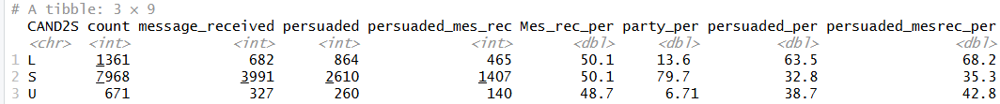 # A tibble: 3 × 9
CAND2S count message_received persuaded persuaded_mes_rec Mes_rec_per party_per persuaded_per persuaded_mesrec_per
<chr> <int> <int> <int> <int> <dbl> <dbl> <dbl> <dbl>
1 L 1361 682 864 465 50.1 13.6 63.5 68.2
2 S 7968 3991 2610 1407 50.1 79.7 32.8 35.3
3 U 671 327 260 140 48.7 6.71 38.7 42.8